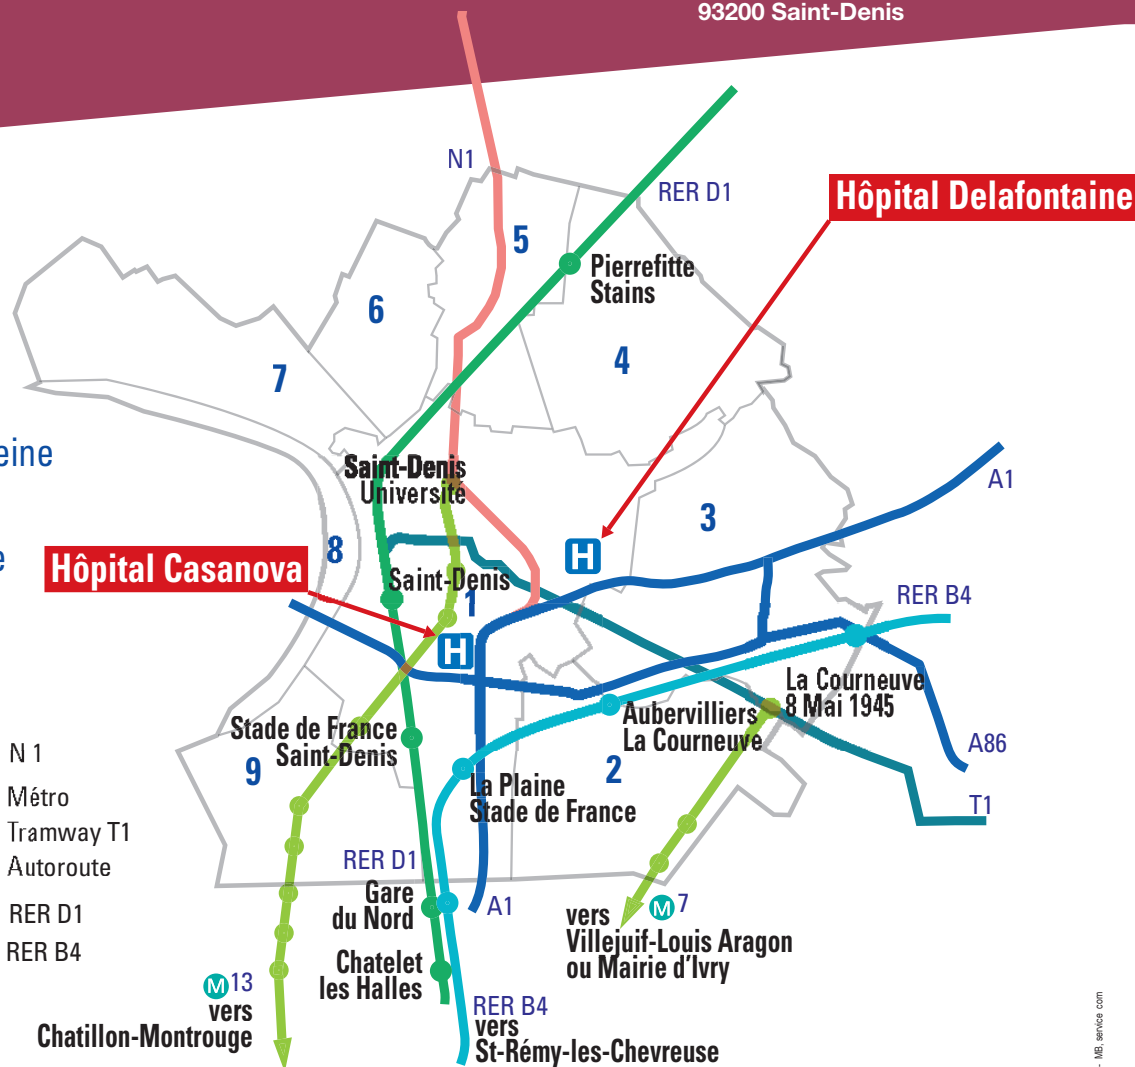 93200 Saint-Denis
N1
RER D1
Hôpital Delafontaine
5
Pierrefitte
Stains
6
4
7
eine
Saint-Denis
Université
A1
3
8
e
H
Hôpital Casanova
Saint-Denis
1
RER B4
H
La Courneuve
8 Mai 1945
Aubervilliers
La Courneuve
Stade de France
Saint-Denis
A86
N 1
9
2
La Plaine
Stade de France
Métro
T1
Tramway T1
Autoroute
RER D1
RER D1
Gare
du Nord
A1
M 7
vers
Villejuif-Louis Aragon
ou Mairie d'Ivry
RER B4
Chatelet
les Halles
M 13
vers
Chatillon-Montrouge
RER B4
vers
St-Rémy-les-Chevreuse
- MB, service com